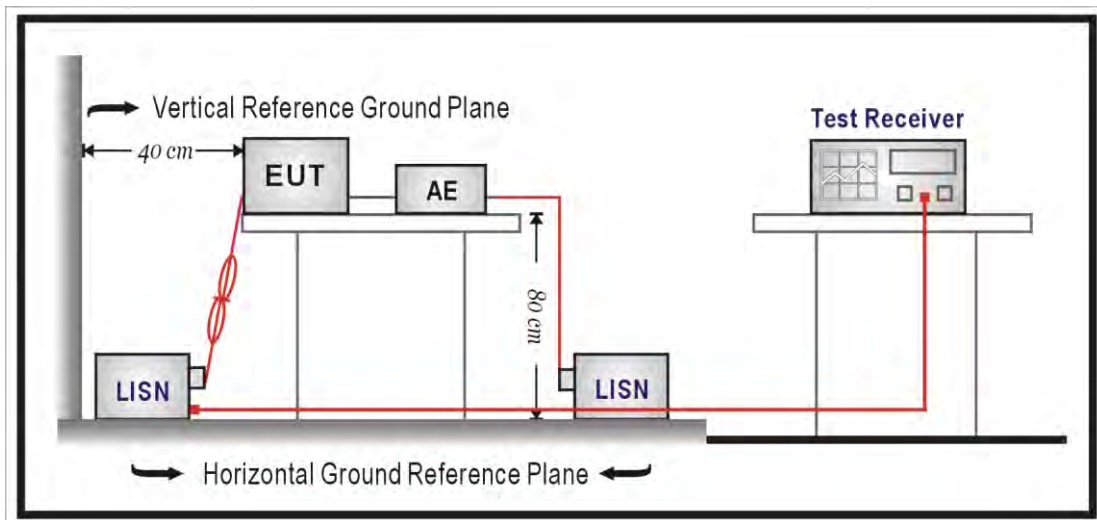 Vertical Reference Ground Plane
40 cm
EUT
AE
Test Receiver
80 cm
LISN
LISN
Horizontal Ground Reference Plane